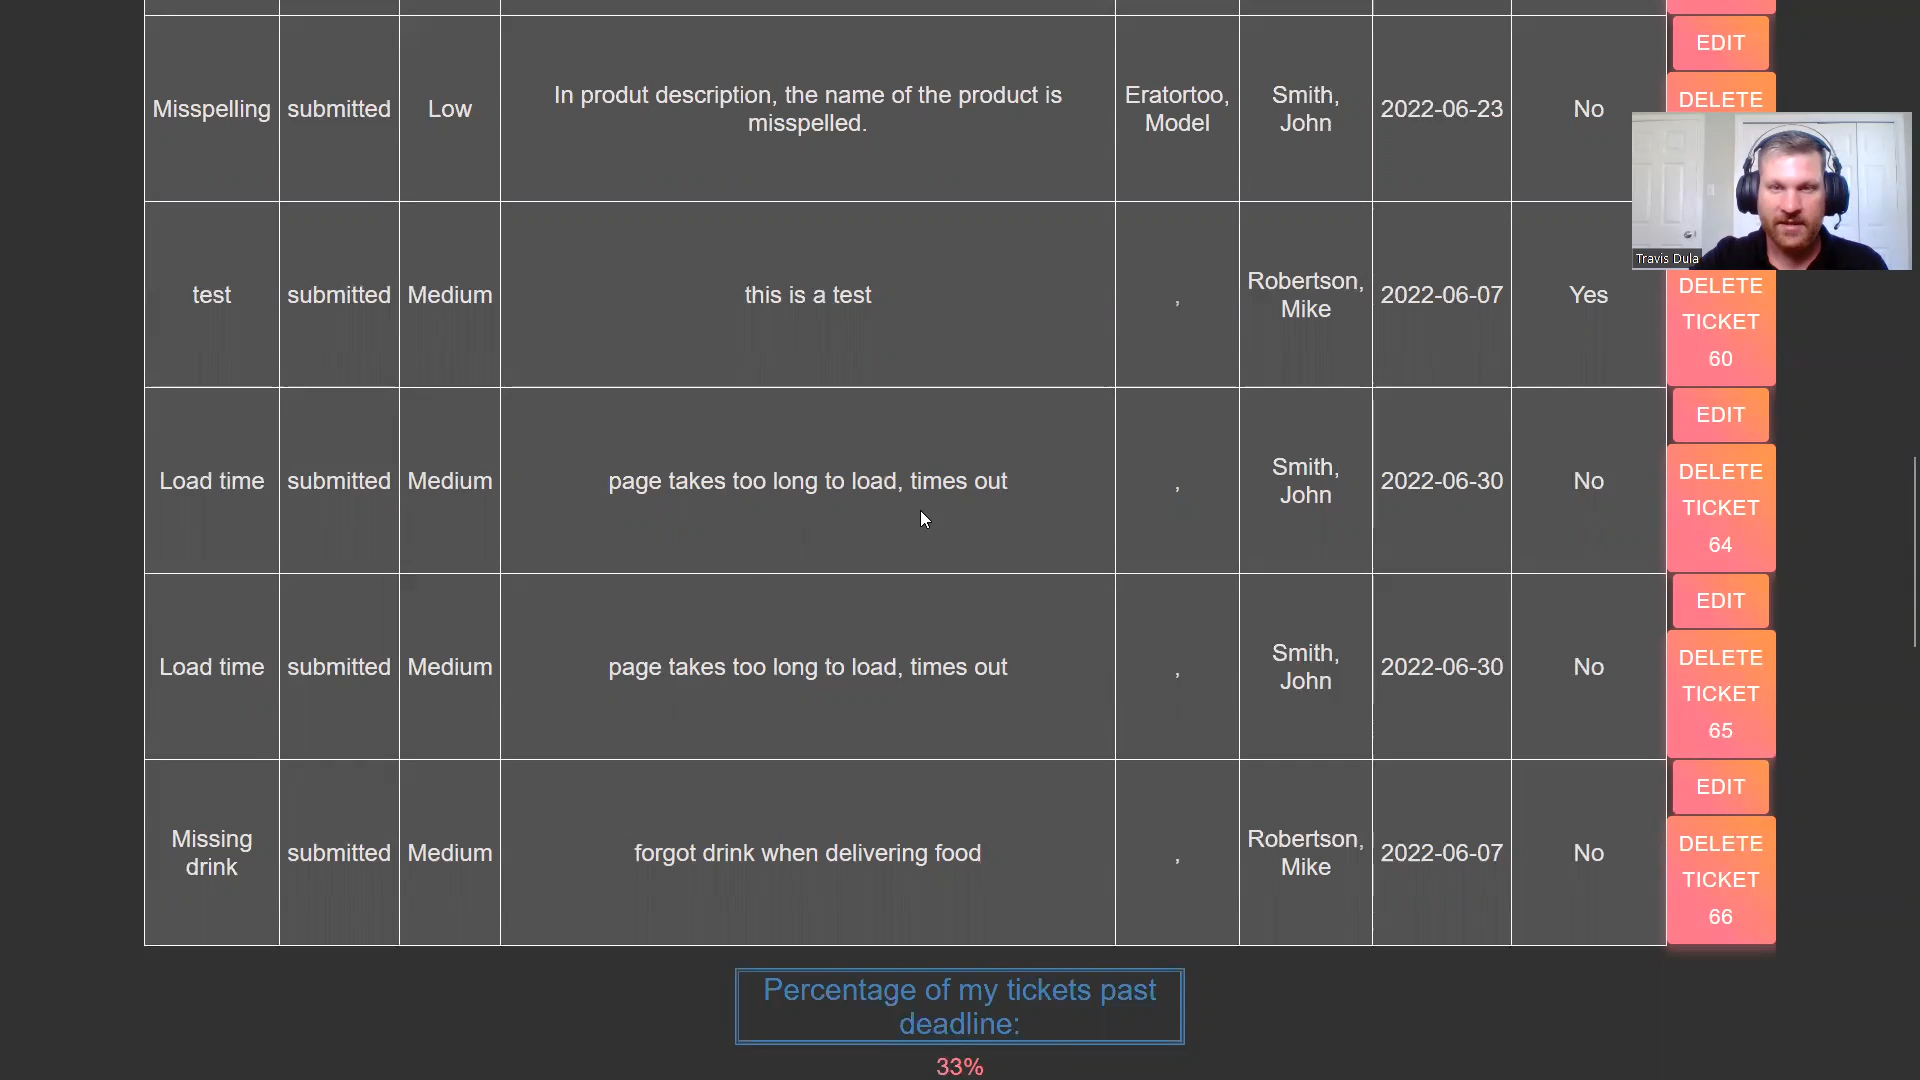 EDIT
Misspelling submitted Low In produt description, the name of the product is misspelled. Eratortoo, Model Smith, John 2022-06-23 No DELETE
Travis Dula
test submitted Medium this is a test , Robertson, Mike 2022-06-07 Yes DELETE TICKET 60
EDIT
Load time submitted Medium page takes too long to load, times out , Smith, John 2022-06-30 No DELETE TICKET 64
EDIT
Load time submitted Medium page takes too long to load, times out , Smith, John 2022-06-30 No DELETE TICKET 65
EDIT
Missing drink submitted Medium forgot drink when delivering food , Robertson, Mike 2022-06-07 No DELETE TICKET 66
Percentage of my tickets past
deadline:
33%